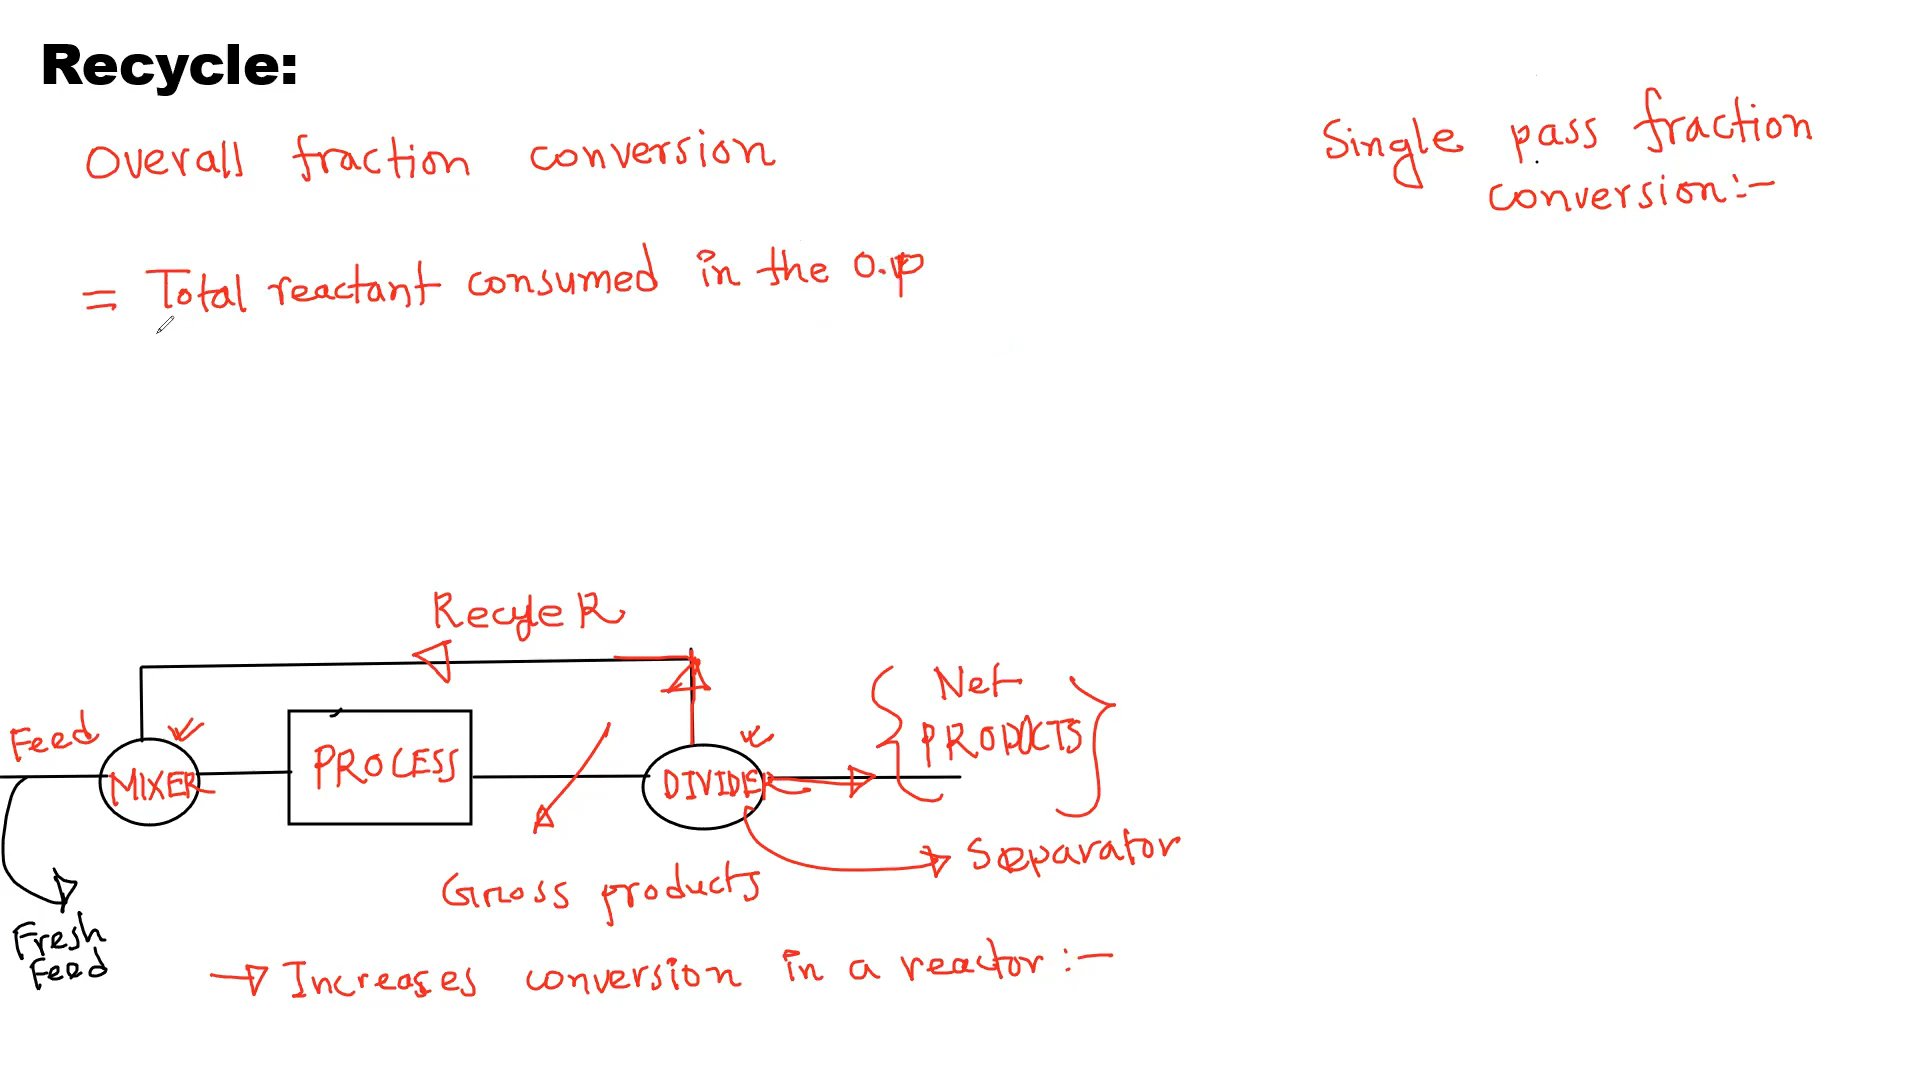 Recycle:
Overall fraction conversion
= Total reactant consumed in the O.P
Single pass fraction
conversion:-
Recycle R
Feed
MIXER
PROCESS
DIVIDER
Net
PRODUCTS
Separator
Gross products
Fresh
Feed
→ Increases conversion in a reactor:-